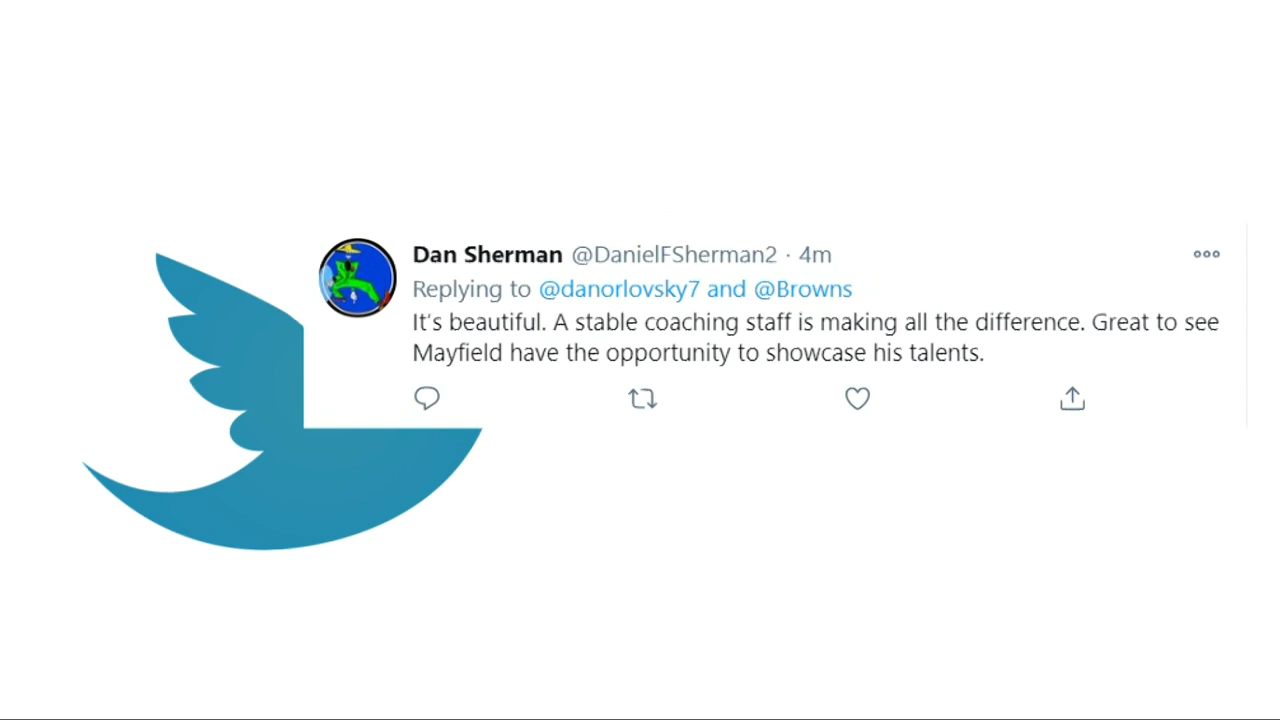 Dan Sherman @DanielFSherman2 · 4m
Replying to @danorlovsky7 and @Browns
It's beautiful. A stable coaching staff is making all the difference. Great to see
Mayfield have the opportunity to showcase his talents.